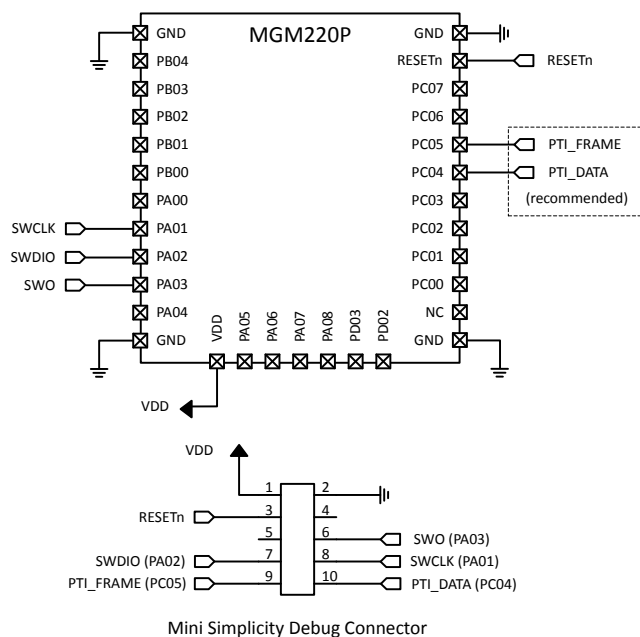 MGM220P
GND
GND
PB04
RESETn
RESETn
PB03
PC07
PB02
PC06
PB01
PC05
PTI_FRAME
PB00
PC04
PTI_DATA
PA00
PC03
(recommended)
SWCLK
PA01
PC02
SWDIO
PA02
PC01
SWO
PA03
PC00
PA04
NC
GND
VDD
PA05
PA06
PA07
PA08
PD03
PD02
GND
VDD
VDD
1
2
RESETn
3
4
5
6
SWO (PA03)
SWDIO (PA02)
7
8
SWCLK (PA01)
PTI_FRAME (PC05)
9
10
PTI_DATA (PC04)
Mini Simplicity Debug Connector